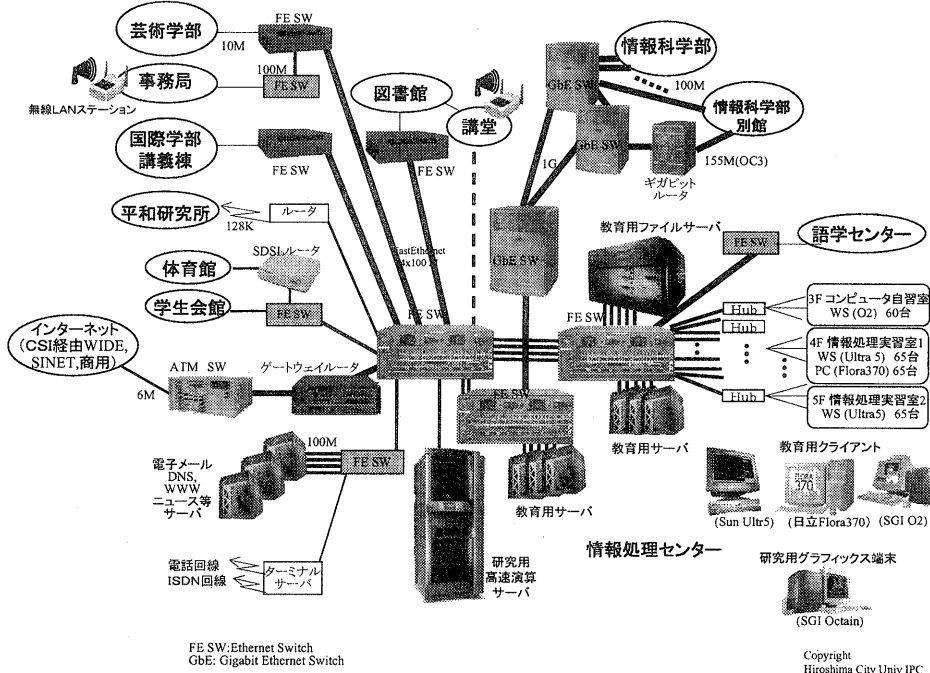 FE SW
芸術学部
10M
100M
事務局
FE SW
無線LANステーション
国際学部
講義棟
FE SW
図書館
FE SW
講堂
平和研究所
128K
ルータ
SDSLルータ
体育館
学生会館
FE SW
FastEthernet
4x100M
FE SW
インターネット
(CSI経由WIDE,
SINET,商用)
6M
ATM SW
ゲートウェイルータ
100M
電子メール
DNS,
WWW
ニュース等
サーバ
FE SW
電話回線
ISDN回線
ターミナル
サーバ
研究用
高速演算
サーバ
GbE SW
情報科学部
100M
情報科学部
別館
GbE SW
1G
155M(OC3)
ギガビット
ルータ
GbE SW
教育用ファイルサーバ
FE SW
語学センター
FE SW
Hub
Hub
Hub
3F コンピュータ自習室
WS (O2) 60台
4F 情報処理実習室1
WS (Ultra 5) 65台
PC (Flora370) 65台
5F 情報処理実習室2
WS (Ultra5) 65台
FE SW
教育用サーバ
教育用サーバ
教育用クライアント
FLORA
370
(Sun Ultr5)
(日立Flora370)
(SGI O2)
情報処理センター
研究用グラフィックス端末
(SGI Octain)
FE SW:Ethernet Switch
GbE: Gigabit Ethernet Switch
Copyright
Hiroshima City Univ IPC